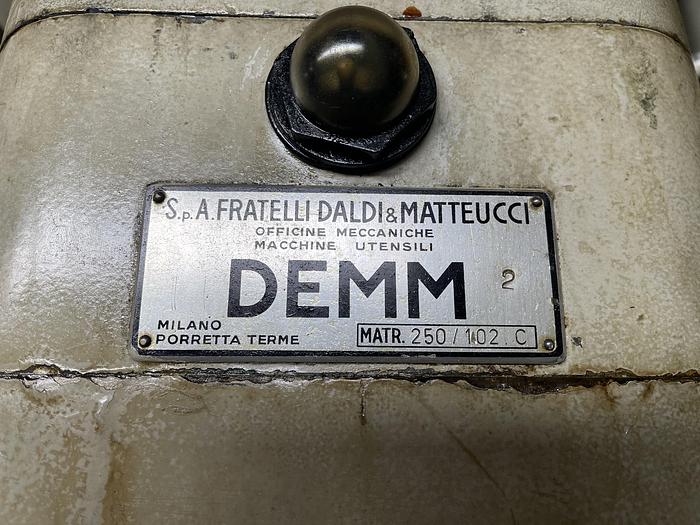 S.p.A. FRATELLI DALDI & MATTEUCCI
OFFICINE MECCANICHE
MACCHINE UTENSILI
DEMM 2
MILANO
PORRETTA TERME
MATR. 250/102.C